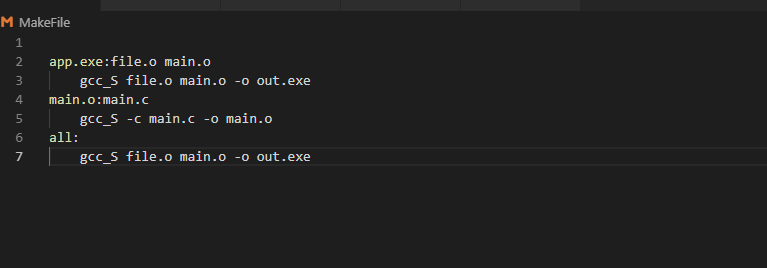 MakeFile
1
2 app.exe:file.o main.o
3 gcc_S file.o main.o -o out.exe
4 main.o:main.c
5 gcc_S -c main.c -o main.o
6 all:
7 gcc_S file.o main.o -o out.exe